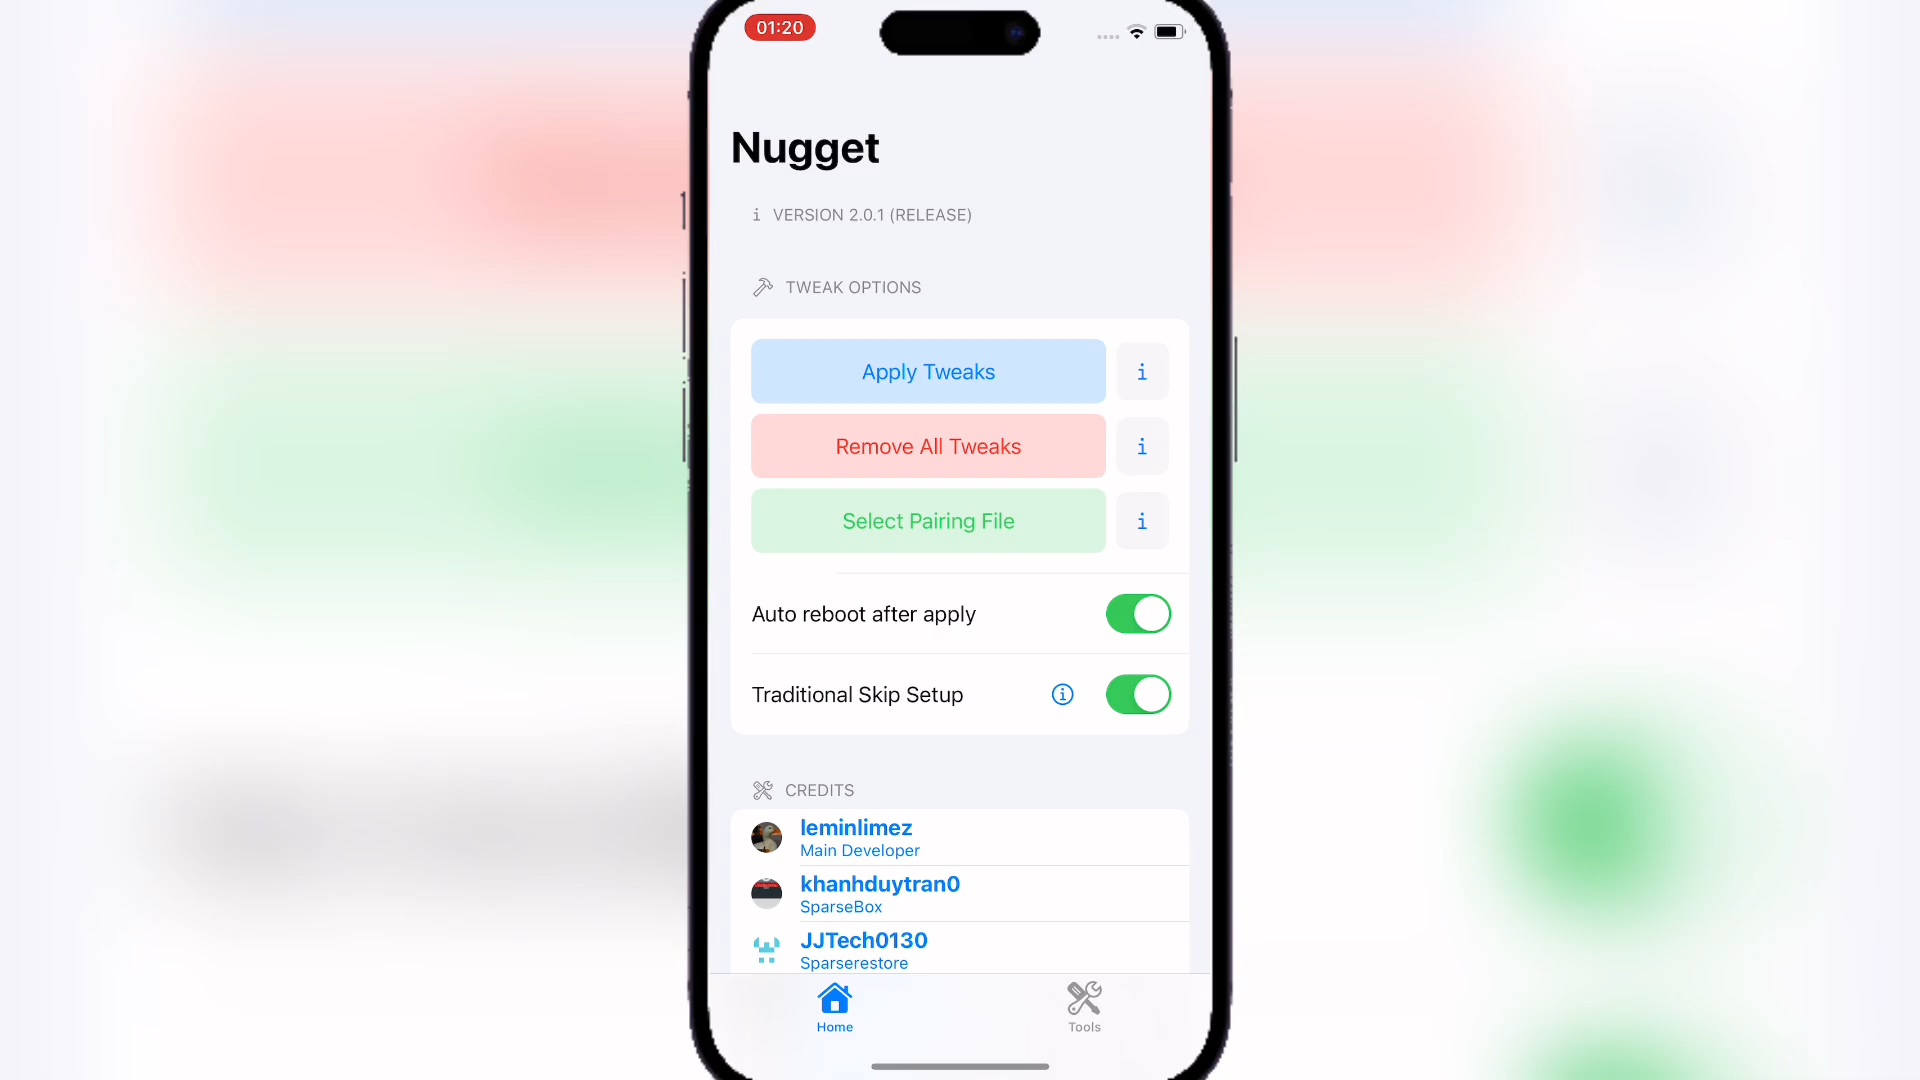 01:20
Nugget
i VERSION 2.0.1 (RELEASE)
TWEAK OPTIONS
Apply Tweaks
i
Remove All Tweaks
i
Select Pairing File
i
Auto reboot after apply
Traditional Skip Setup
i
CREDITS
leminlimez
Main Developer
khanhduytran0
SparseBox
JJTech0130
Sparserestore
Home
Tools